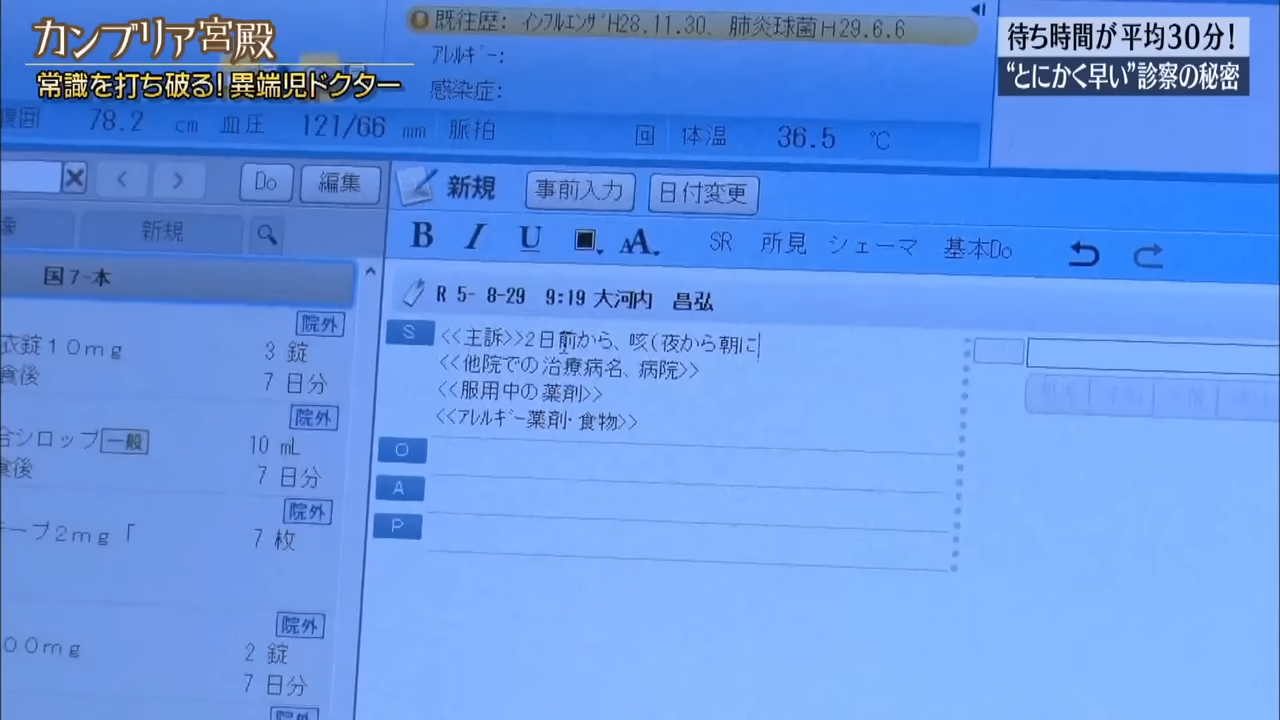 カンブリア宮殿
常識を打ち破る!異端児ドクター
待ち時間が平均30分!
“とにかく早い”診察の秘密
既往歴: インフルエンザH28.11.30、肺炎球菌H29.6.6
アレルギー:
感染症:
腹囲 78.2 cm 血圧 121/66 mm 脈拍 回 体温 36.5 ℃
Do 編集
新規 事前入力 日付変更
新規
B I U AA SR 所見 シェーマ 基本Do
国7-本
R 5- 8-29 9:19 大河内 昌弘
S <<主訴>>2日前から、咳(夜から朝に
<<他院での治療病名、病院>>
<<服用中の薬剤>>
<<アレルギー薬剤・食物>>
O
A
P
院外
衣錠10mg 3 錠
食後 7 日分
院外
合シロップ 一般 10 mL
食後 7 日分
院外
テープ2mg「 7 枚
院外
00mg 2 錠
7 日分
院外